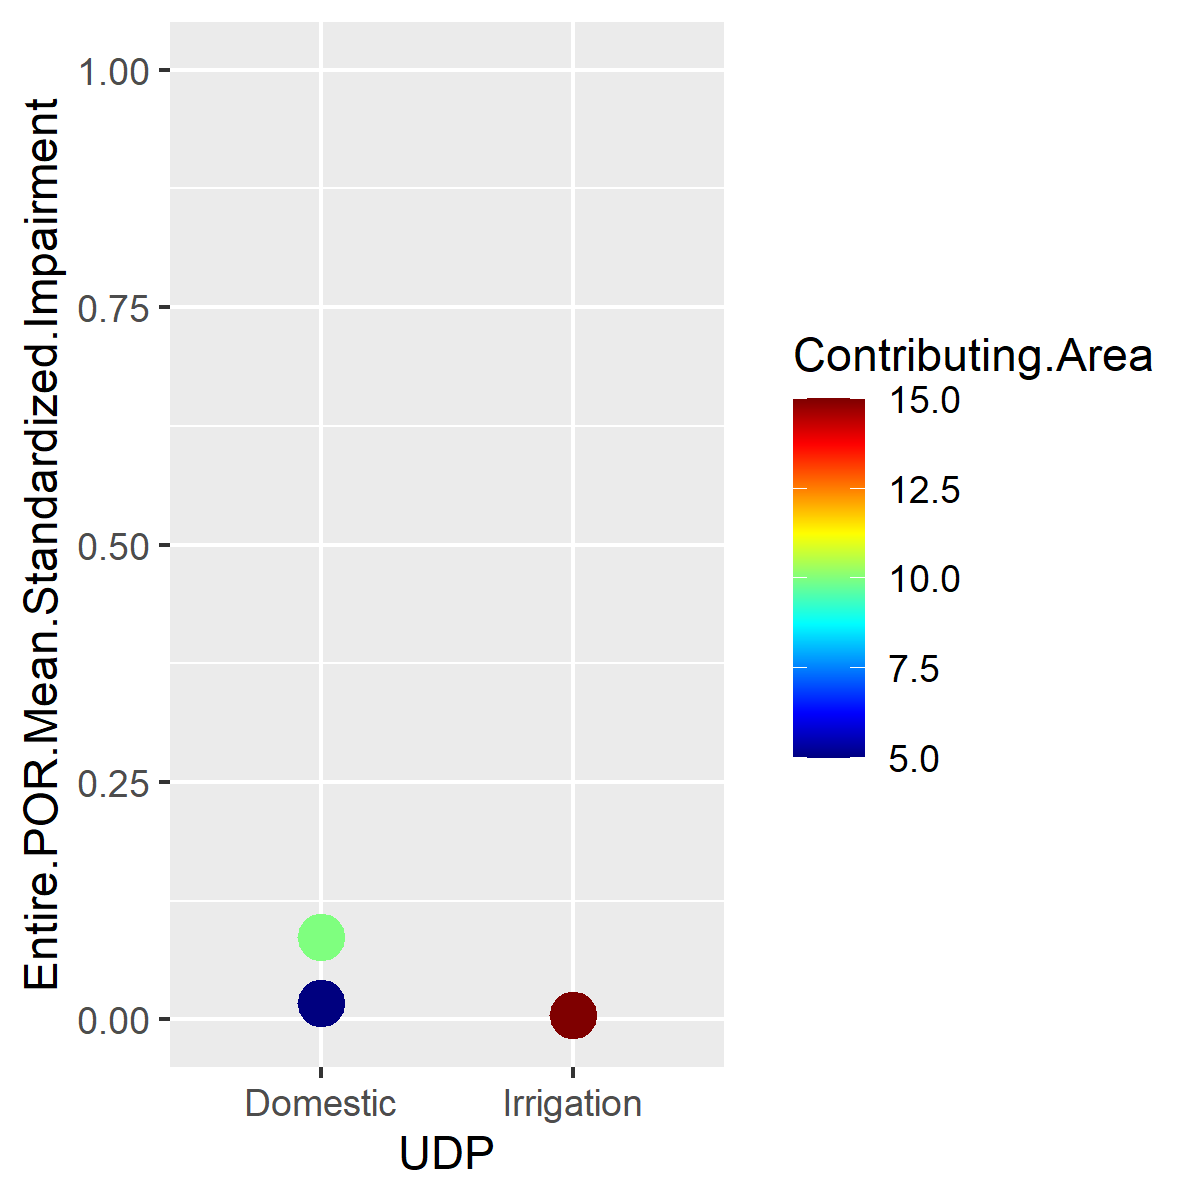 Entire.POR.Mean.Standardized.Impairment
1.00
0.75
0.50
0.25
0.00
Domestic
Irrigation
UDP
Contributing.Area
15.0
12.5
10.0
7.5
5.0